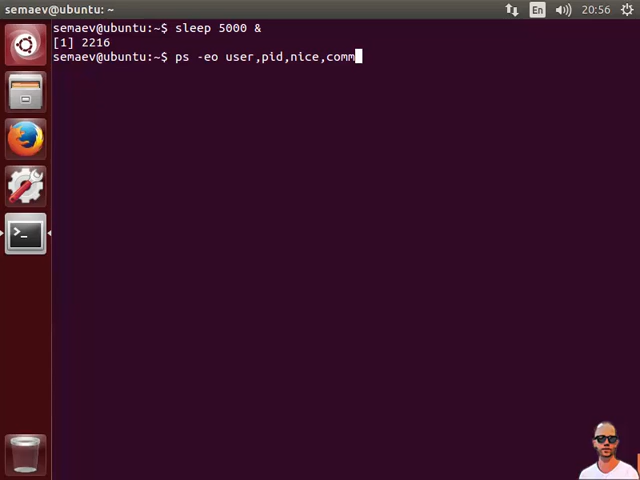 semaev@ubuntu: ~
En
20:56
semaev@ubuntu:~$ sleep 5000 &
[1] 2216
semaev@ubuntu:~$ ps -eo user,pid,nice,comm
>_